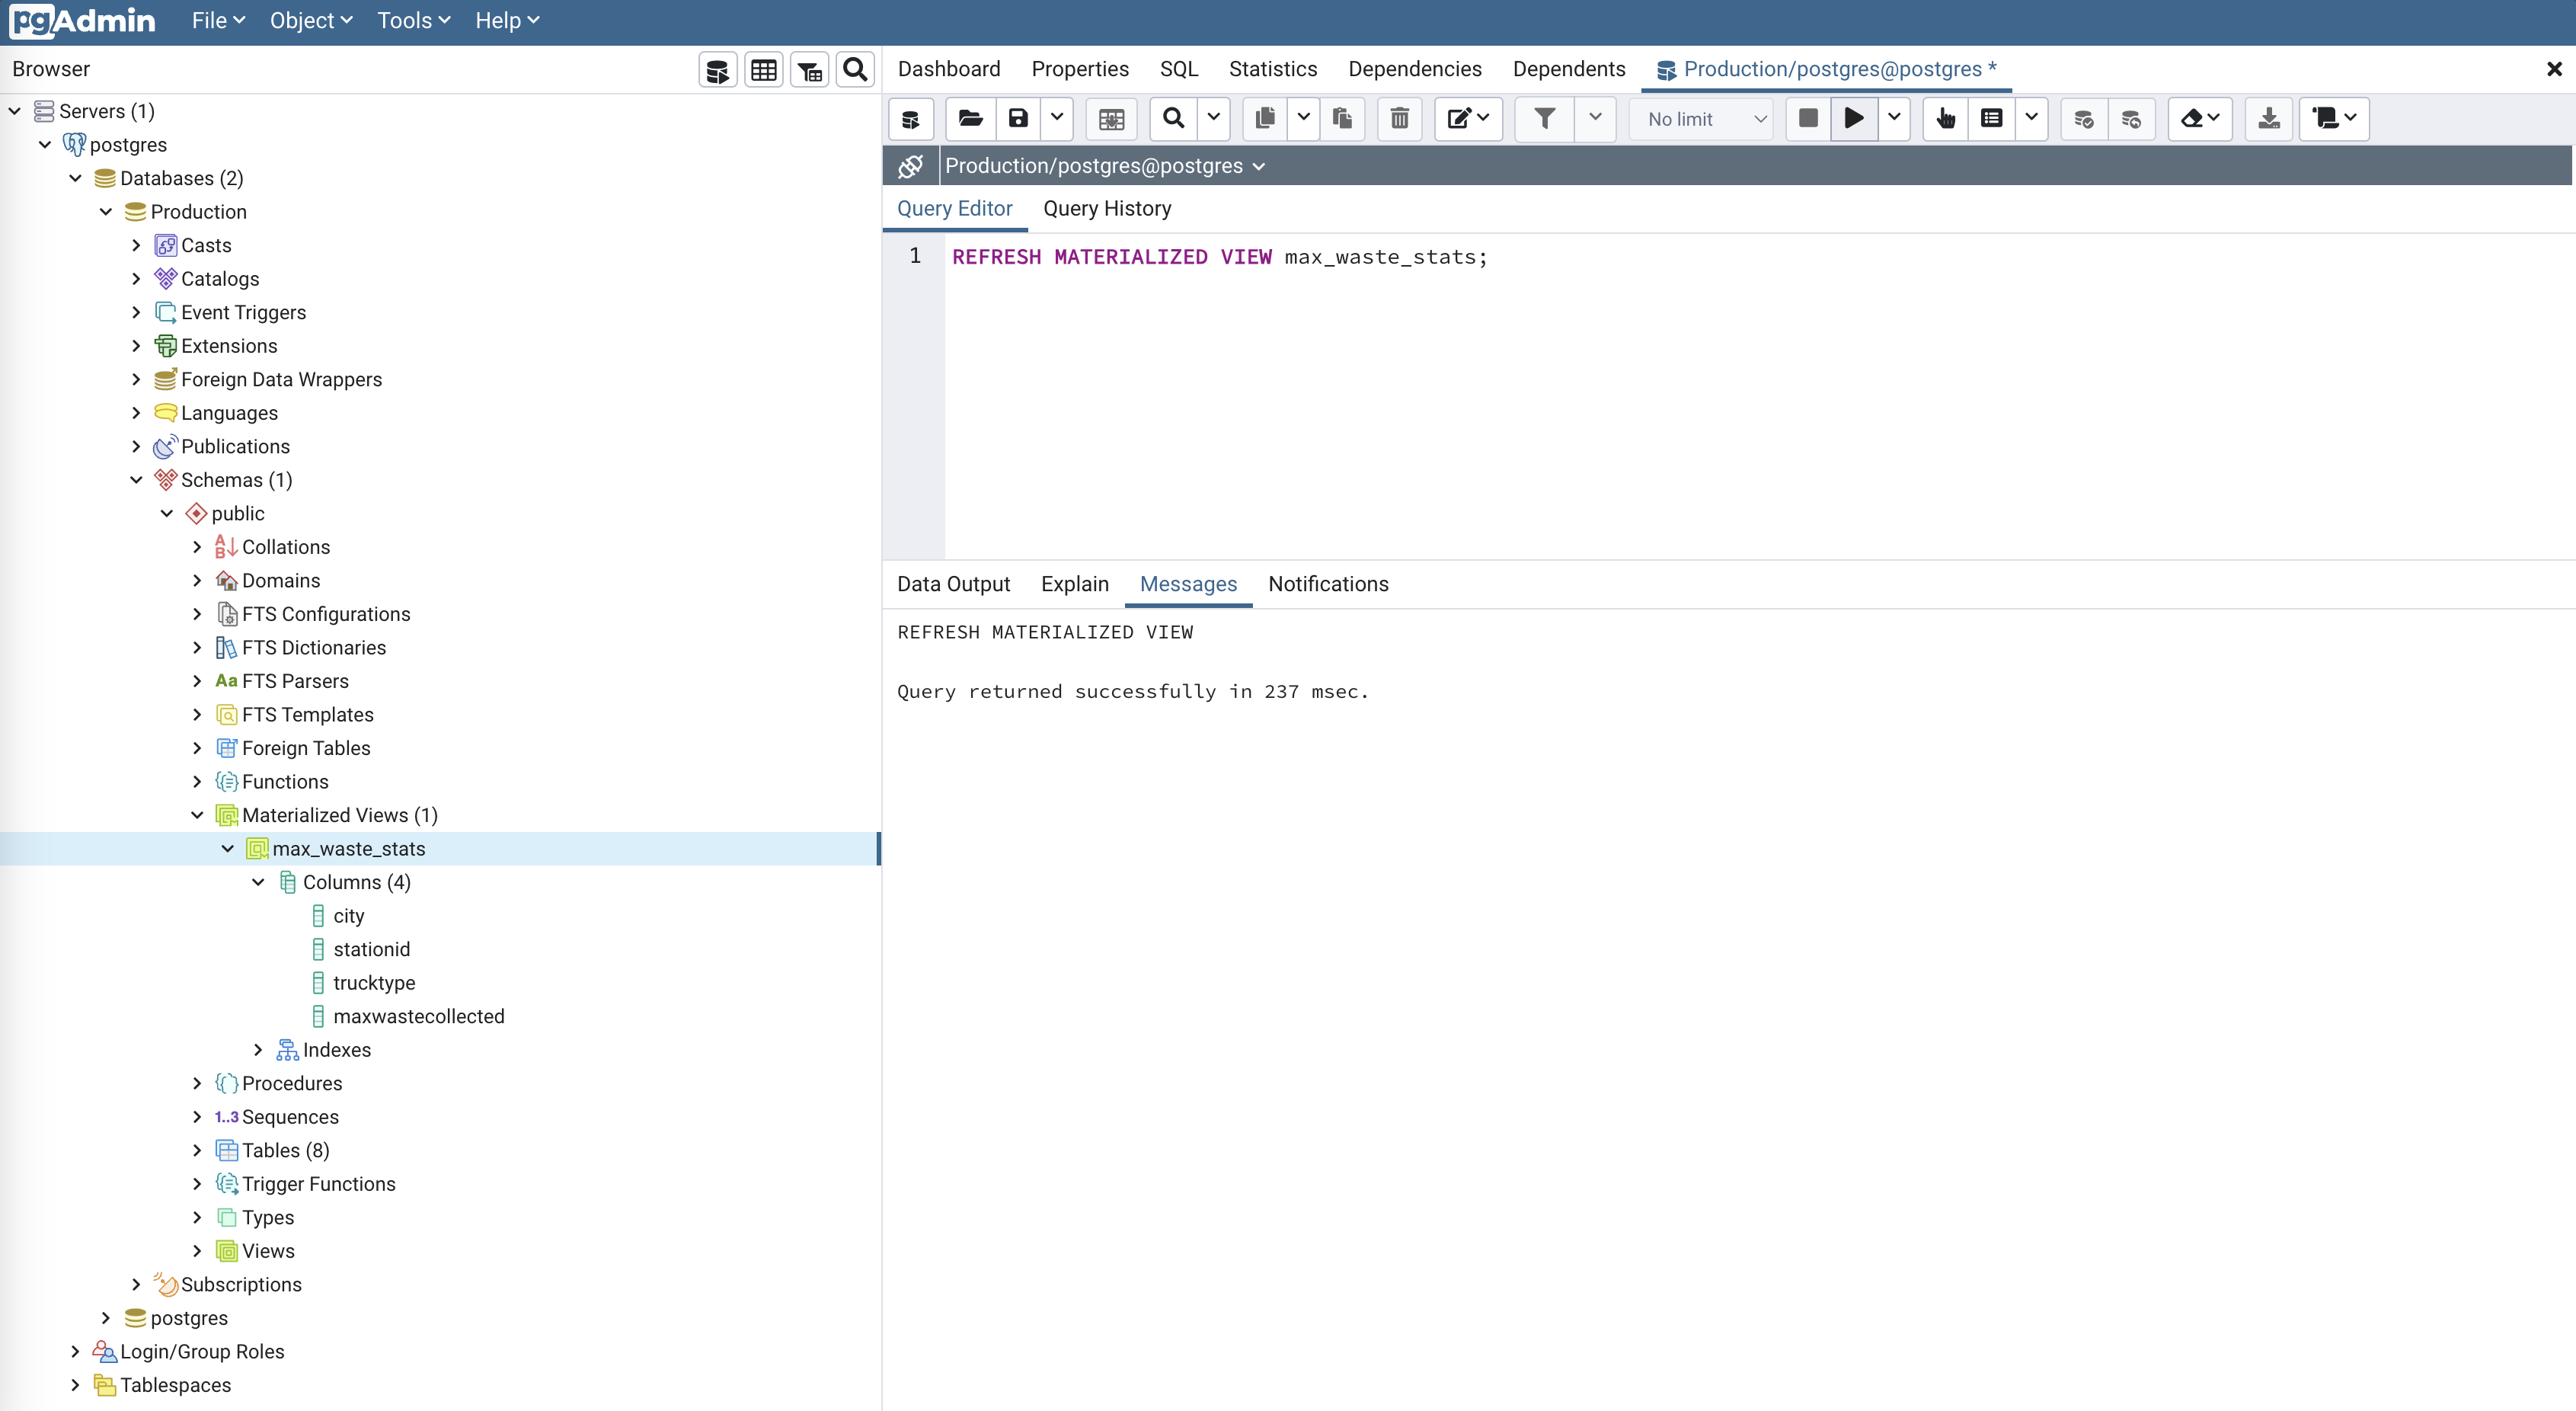 pgAdmin File Object Tools Help
Browser
Dashboard Properties SQL Statistics Dependencies Dependents Production/postgres@postgres *
Servers (1)
postgres
Databases (2)
Production
Casts
Catalogs
Event Triggers
Extensions
Foreign Data Wrappers
Languages
Publications
Schemas (1)
public
Collations
Domains
FTS Configurations
FTS Dictionaries
Aa FTS Parsers
FTS Templates
Foreign Tables
Functions
Materialized Views (1)
max_waste_stats
Columns (4)
city
stationid
trucktype
maxwastecollected
Indexes
Procedures
1..3 Sequences
Tables (8)
Trigger Functions
Types
Views
Subscriptions
postgres
Login/Group Roles
Tablespaces
No limit
Production/postgres@postgres
Query Editor Query History
1 REFRESH MATERIALIZED VIEW max_waste_stats;
Data Output Explain Messages Notifications
REFRESH MATERIALIZED VIEW
Query returned successfully in 237 msec.